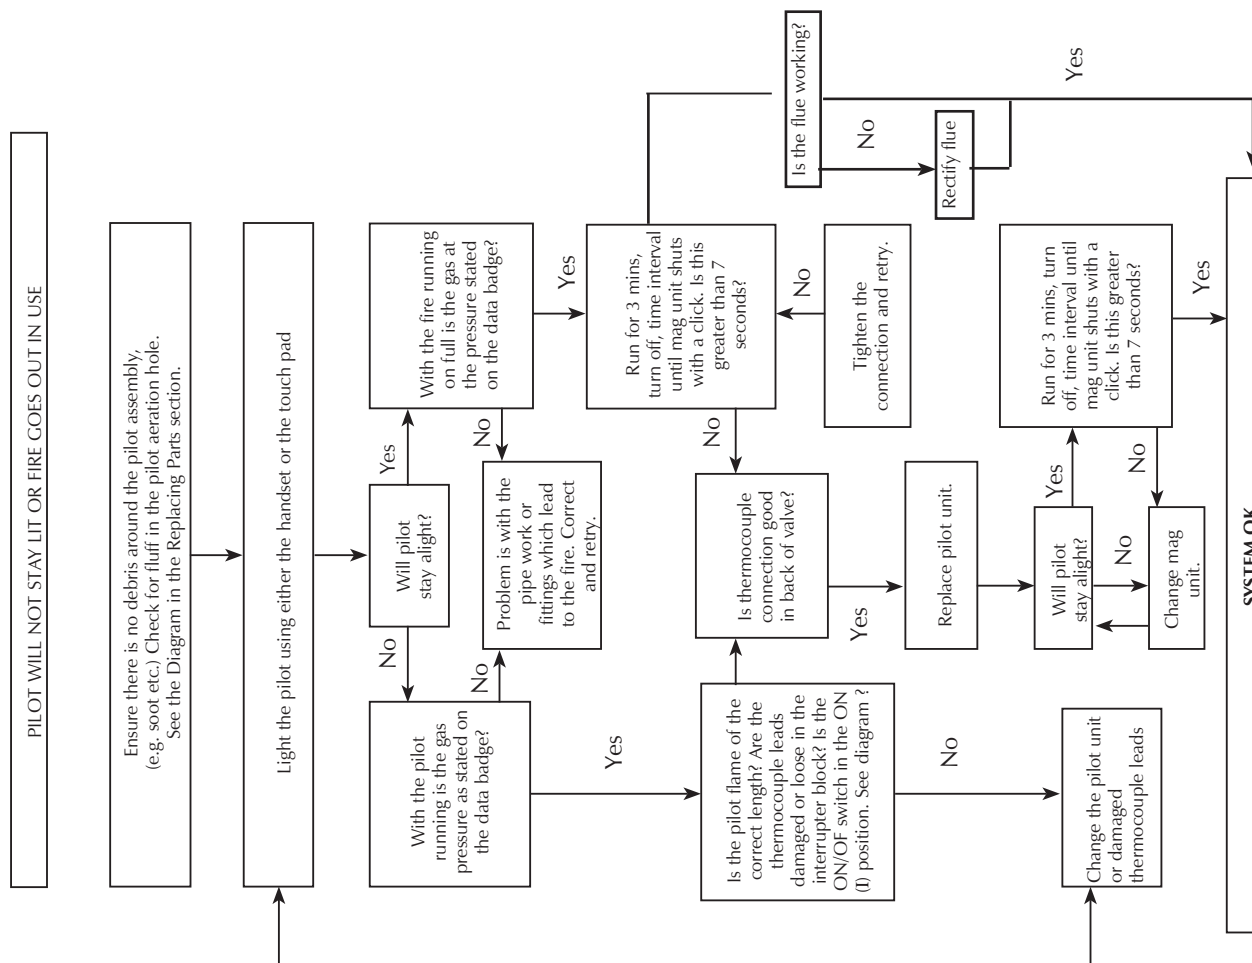 PILOT WILL NOT STAY LIT OR FIRE GOES OUT IN USE
Ensure there is no debris around the pilot assembly,
(e.g. soot etc.) Check for fluff in the pilot aeration hole.
See the Diagram in the Replacing Parts section.
Light the pilot using either the handset or the touch pad
Will pilot
stay alight?
Yes
No
With the fire running
on full is the gas at
the pressure stated
on the data badge?
Yes
No
With the pilot
running is the gas
pressure as stated on
the data badge?
No
Yes
Problem is with the
pipe work or
fittings which lead
to the fire. Correct
and retry.
Run for 3 mins,
turn off, time interval
until mag unit shuts
with a click. Is this
greater than 7
seconds?
No
Is the flue working?
No
Yes
Rectify flue
Tighten the
connection and retry.
No
Is thermocouple
connection good
in back of valve?
Yes
Is the pilot flame of the
correct length? Are the
thermocouple leads
damaged or loose in the
interrupter block? Is the
ON/OF switch in the ON
(I) position. See diagram ?
No
Replace pilot unit.
Will pilot
stay alight?
Yes
No
Run for 3 mins, turn
off, time interval until
mag unit shuts with a
click. Is this greater
than 7 seconds?
No
Yes
Change mag
unit.
Change the pilot unit
or damaged
thermocouple leads
SYSTEM OK